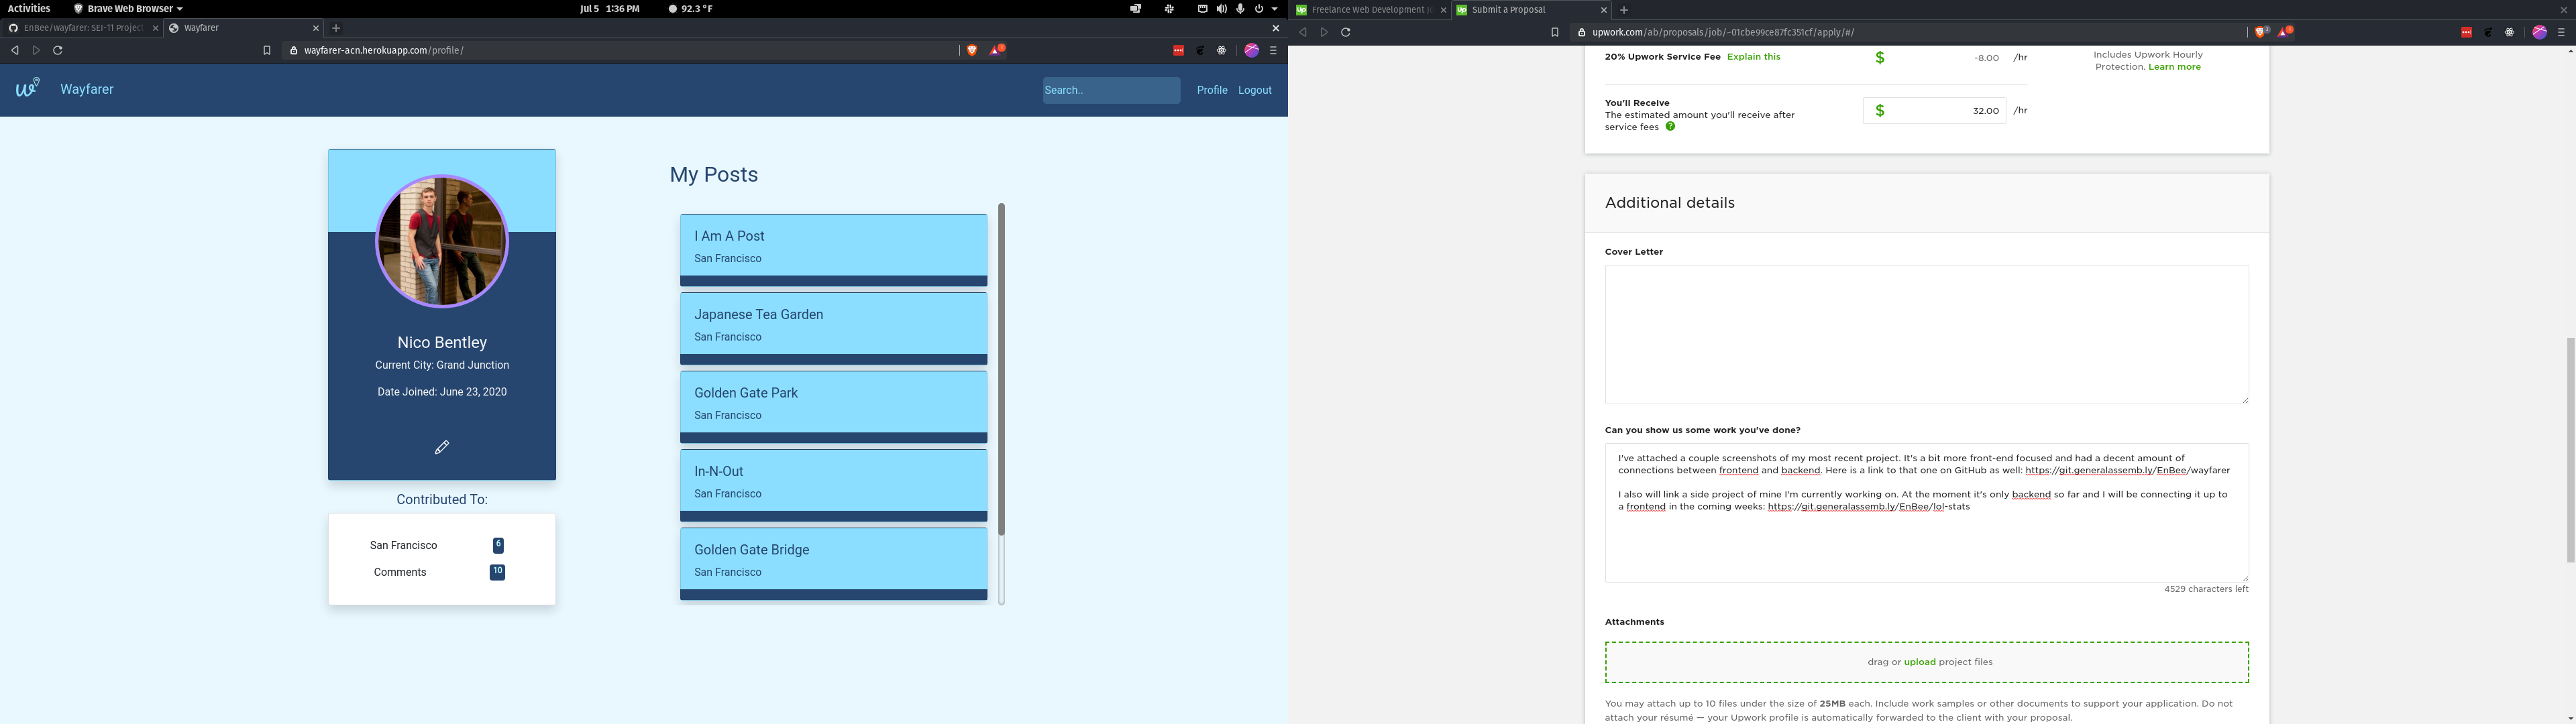 Activities
Brave Web Browser
Jul 5 1:36 PM
92.3 °F
EnBee/wayfarer: SEI-11 Project
Wayfarer
wayfarer-acn.herokuapp.com/profile/
w
Wayfarer
Search..
Profile
Logout
Nico Bentley
Current City: Grand Junction
Date Joined: June 23, 2020
Contributed To:
San Francisco 6
Comments 10
My Posts
I Am A Post
San Francisco
Japanese Tea Garden
San Francisco
Golden Gate Park
San Francisco
In-N-Out
San Francisco
Golden Gate Bridge
San Francisco
Up Freelance Web Development
Up Submit a Proposal
upwork.com/ab/proposals/job/~01cbe99ce87fc351cf/apply/#/
20% Upwork Service Fee Explain this
$ -8.00 /hr
Includes Upwork Hourly
Protection. Learn more
You'll Receive
The estimated amount you'll receive after
service fees ?
$ 32.00 /hr
Additional details
Cover Letter
Can you show us some work you've done?
I've attached a couple screenshots of my most recent project. It's a bit more front-end focused and had a decent amount of
connections between frontend and backend. Here is a link to that one on GitHub as well: https://git.generalassemb.ly/EnBee/wayfarer
I also will link a side project of mine I'm currently working on. At the moment it's only backend so far and I will be connecting it up to
a frontend in the coming weeks: https://git.generalassemb.ly/EnBee/lol-stats
4529 characters left
Attachments
drag or upload project files
You may attach up to 10 files under the size of 25MB each. Include work samples or other documents to support your application. Do not
attach your résumé — your Upwork profile is automatically forwarded to the client with your proposal.